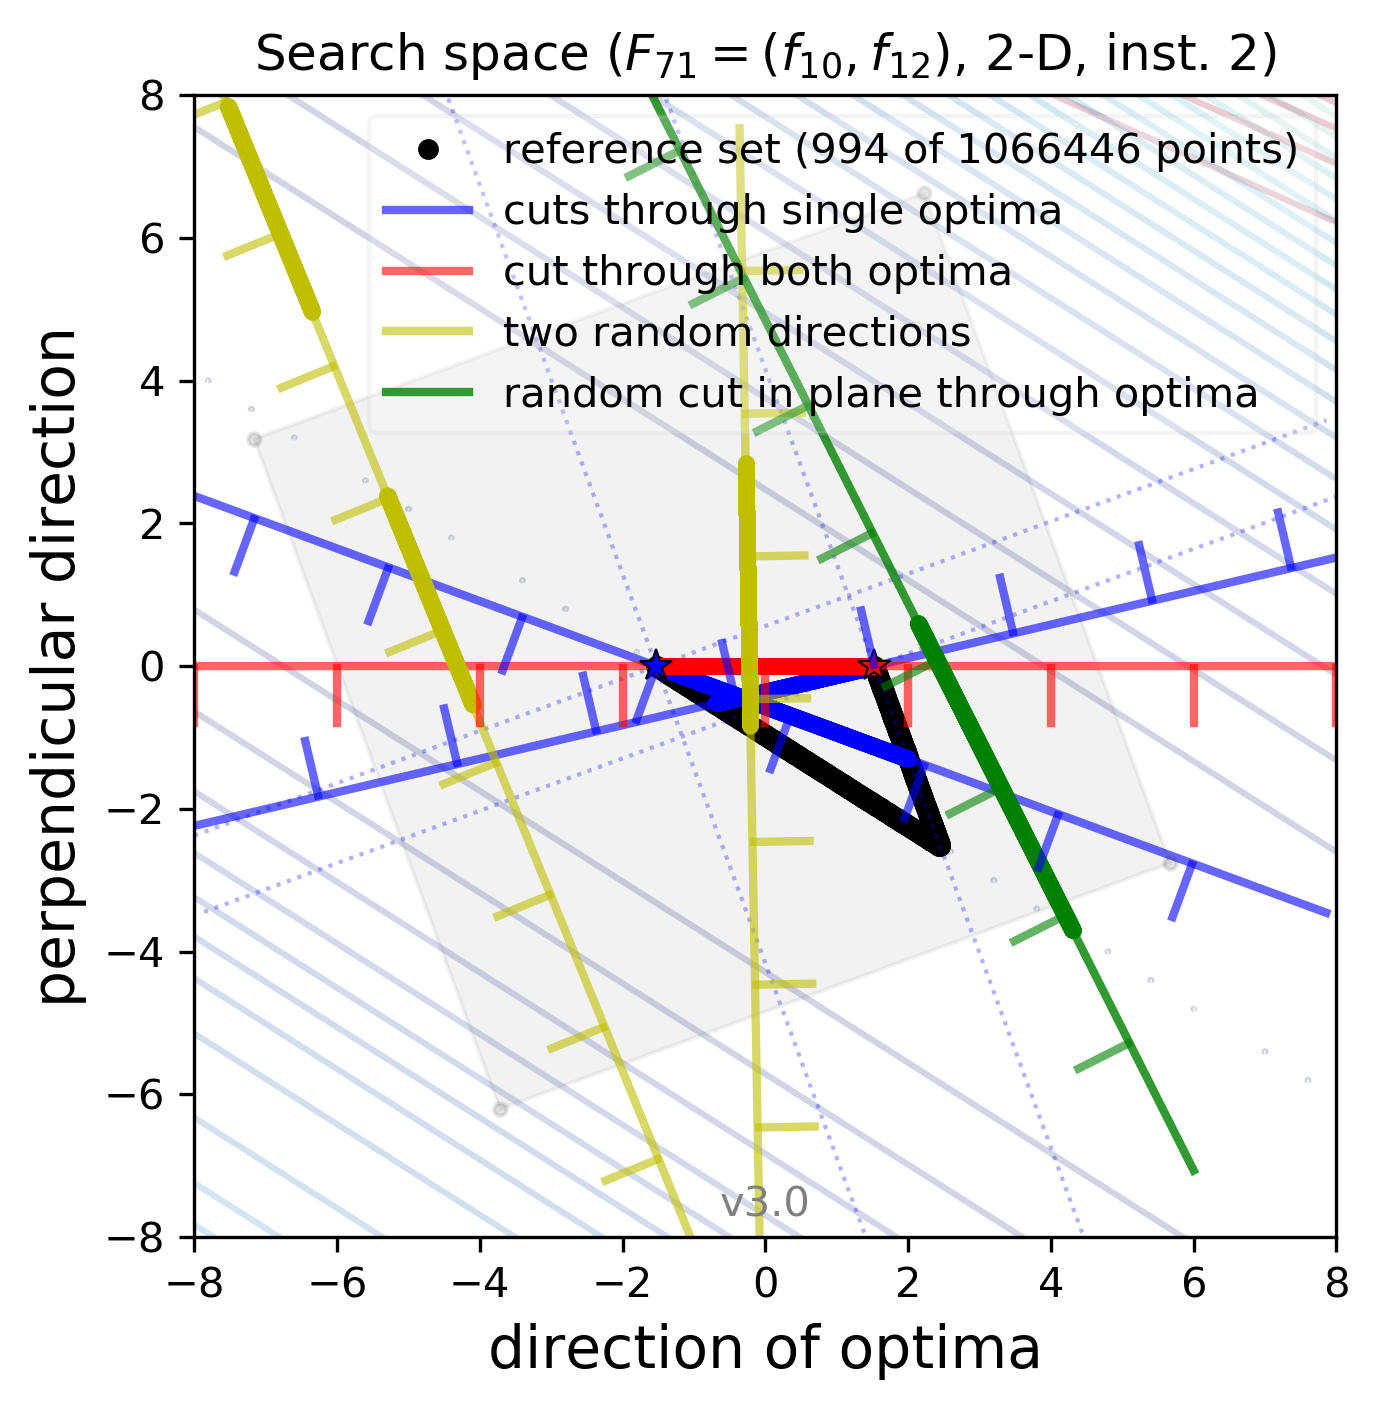 Search space (F71 = (f10, f12), 2-D, inst. 2)
reference set (994 of 1066446 points)
cuts through single optima
cut through both optima
two random directions
random cut in plane through optima
perpendicular direction
8
6
4
2
0
−2
−4
−6
−8
v3.0
−8 −6 −4 −2 0 2 4 6 8
direction of optima